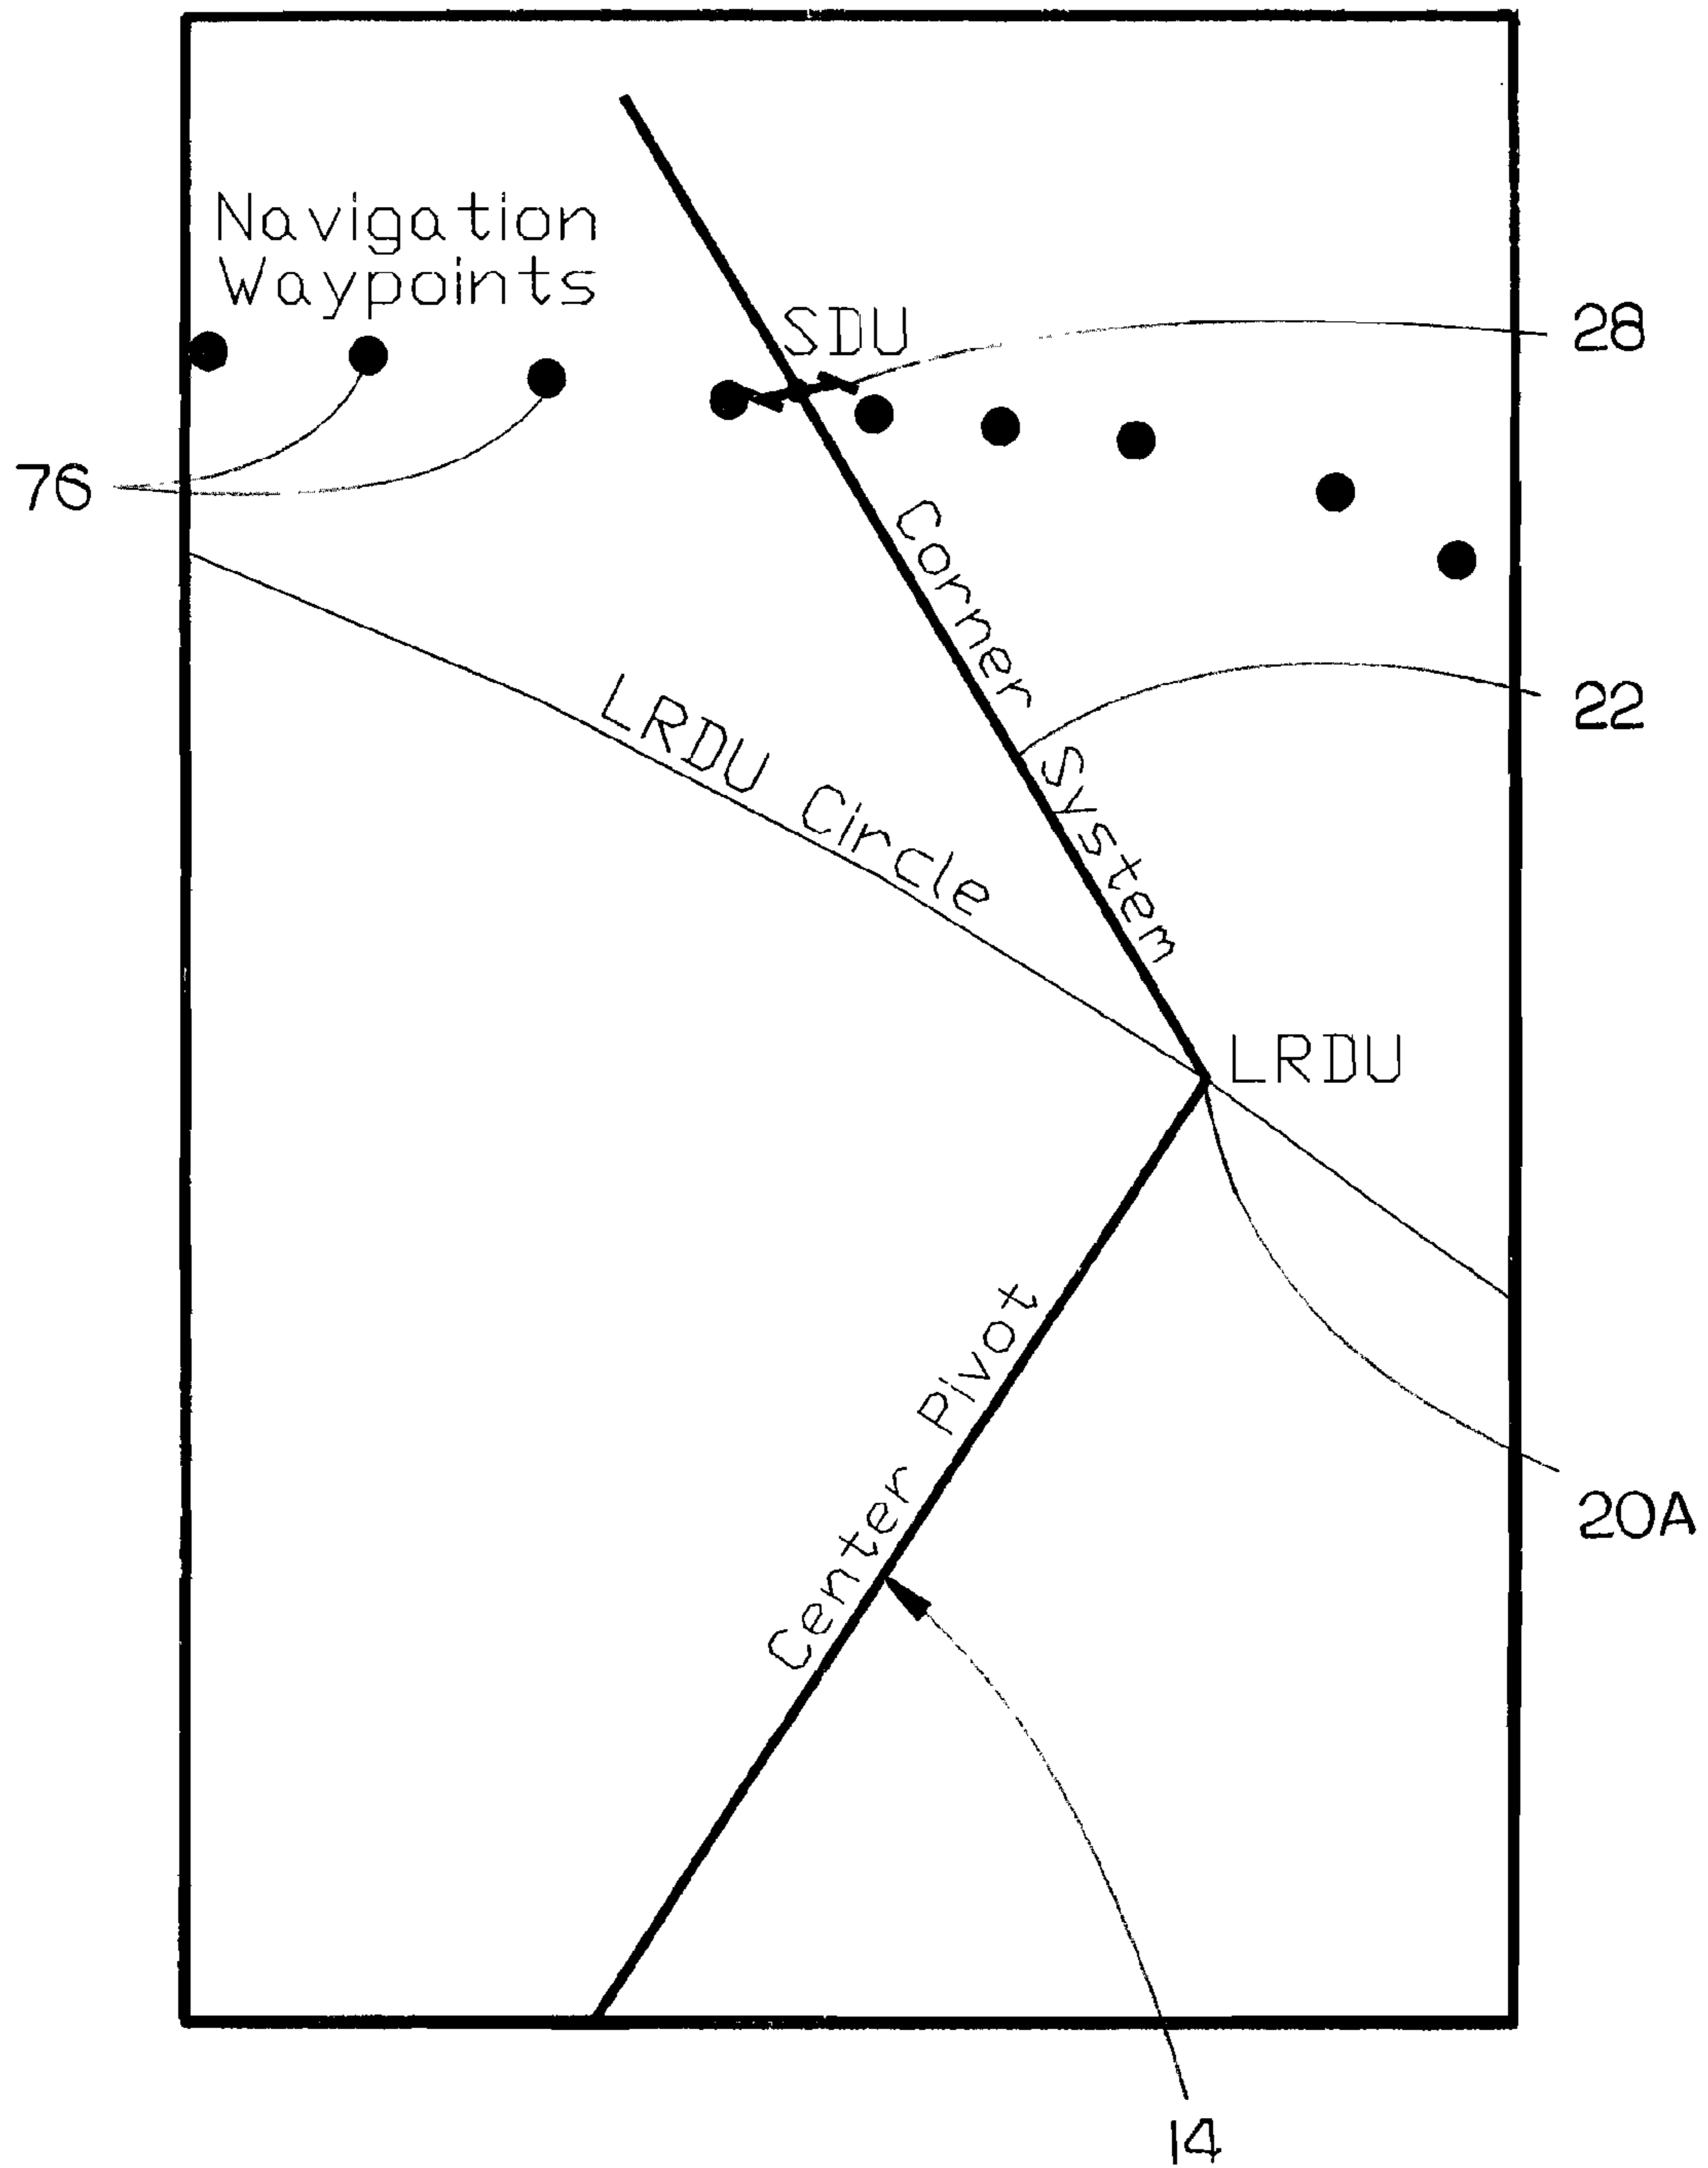 Navigation
Waypoints
SDU
28
76
Corner System
22
LRDU Circle
LRDU
Center Pivot
20A
14